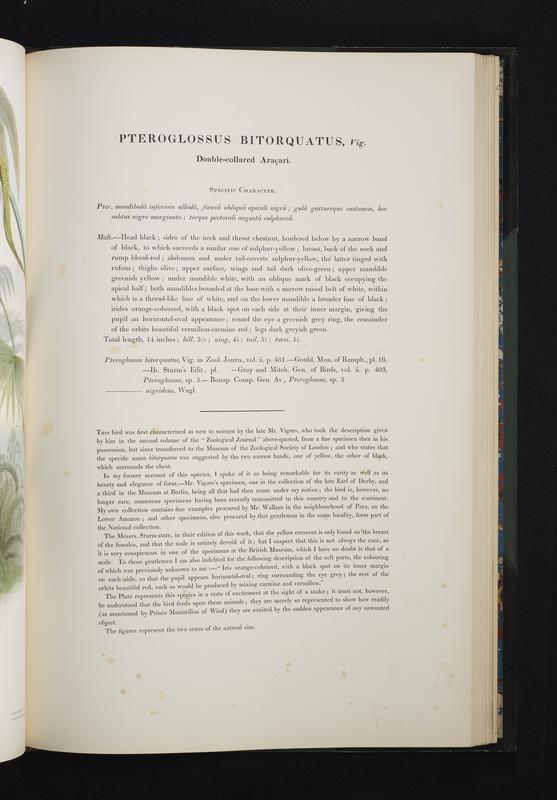 PTEROGLOSSUS BITORQUATUS, Vig.
Double-collared Araçari.
Specific Character.
Pter. mandibulâ inferiore albidâ, fasciâ obliquâ apicali nigrâ; gulâ guttureque castaneis, hoc
subtus nigro marginato; torque pectorali angustâ sulphureâ.
Male.—Head black; sides of the neck and throat chestnut, bordered below by a narrow band
of black, to which succeeds a similar one of sulphur-yellow; breast, back of the neck and
rump blood-red; abdomen and under tail-coverts sulphur-yellow, the latter tinged with
rufous; thighs olive; upper surface, wings and tail dark olive-green; upper mandible
greenish yellow; under mandible white, with an oblique mark of black occupying the
apical half; both mandibles bounded at the base with a narrow raised belt of white, within
which is a thread-like line of white, and on the lower mandible a broader line of black;
irides orange-coloured, with a black spot on each side at their inner margin, giving the
pupil an horizontal-oval appearance; round the eye a greenish grey ring, the remainder
of the orbits beautiful vermilion-carmine red; legs dark greyish green.
Total length, 14 inches; bill, 3½; wing, 4¾; tail, 5¾; tarsi, 1½.
Pteroglossus bitorquatus, Vig. in Zool. Journ., vol. ii. p. 481.—Gould, Mon. of Ramph., pl. 16.
—Ib. Sturm's Edit., pl. .—Gray and Mitch. Gen. of Birds, vol. ii. p. 403,
Pteroglossus, sp. 5.—Bonap. Comp. Gen. Av., Pteroglossus, sp. 5.
——— nigridens, Wagl.
This bird was first characterized as new to science by the late Mr. Vigors, who took the description given
by him in the second volume of the "Zoological Journal" above-quoted, from a fine specimen then in his
possession, but since transferred to the Museum of the Zoological Society of London; and who states that
the specific name bitorquatus was suggested by the two narrow bands, one of yellow, the other of black,
which surrounds the chest.
In my former account of this species, I spoke of it as being remarkable for its rarity as well as its
beauty and elegance of form,—Mr. Vigors's specimen, one in the collection of the late Earl of Derby, and
a third in the Museum at Berlin, being all that had then come under my notice; the bird is, however, no
longer rare, numerous specimens having been recently transmitted to this country and to the continent.
My own collection contains fine examples procured by Mr. Wallace in the neighbourhood of Para, on the
Lower Amazon; and other specimens, also procured by that gentleman in the same locality, form part of
the National collection.
The Messrs. Sturm state, in their edition of this work, that the yellow crescent is only found on the breast
of the females, and that the male is entirely devoid of it; but I suspect that this is not always the case, as
it is very conspicuous in one of the specimens at the British Museum, which I have no doubt is that of a
male. To those gentlemen I am also indebted for the following description of the soft parts, the colouring
of which was previously unknown to me:—"Iris orange-coloured, with a black spot on its inner margin
on each side, so that the pupil appears horizontal-oval; ring surrounding the eye grey; the rest of the
orbits beautiful red, such as would be produced by mixing carmine and vermilion."
The Plate represents this species in a state of excitement at the sight of a snake; it must not, however,
be understood that the bird feeds upon these animals; they are merely so represented to show how readily
(as mentioned by Prince Maximilian of Wied) they are excited by the sudden appearance of any unwonted
object.
The figures represent the two sexes of the natural size.